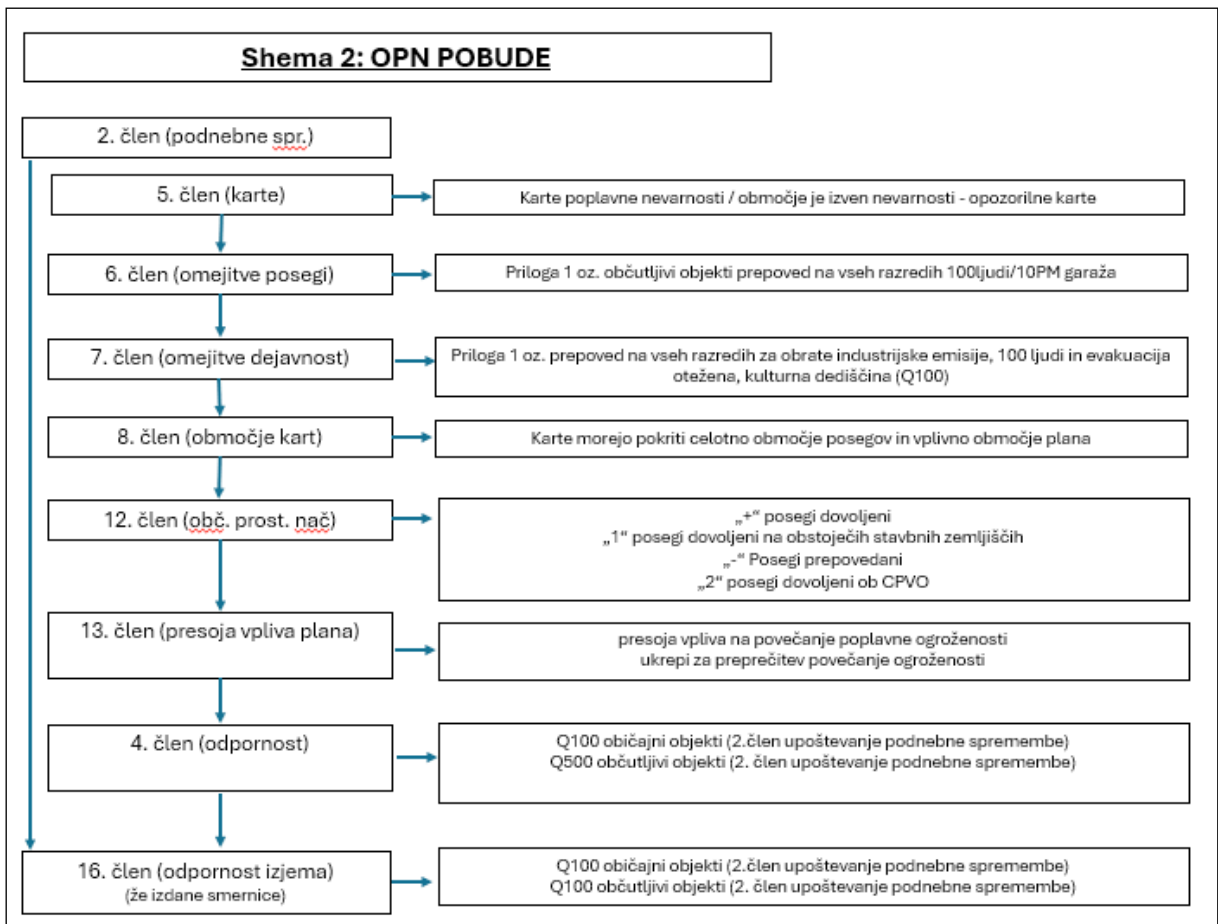 Shema 2: OPN POBUDE
2. člen (podnebne spr.)
5. člen (karte)
Karte poplavne nevarnosti / območje je izven nevarnosti - opozorilne karte
6. člen (omejitve posegi)
Priloga 1 oz. občutljivi objekti prepoved na vseh razredih 100ljudi/10PM garaža
7. člen (omejitve dejavnost)
Priloga 1 oz. prepoved na vseh razredih za obrate industrijske emisije, 100 ljudi in evakuacija
otežena, kulturna dediščina (Q100)
8. člen (območje kart)
Karte morejo pokriti celotno območje posegov in vplivno območje plana
12. člen (obč. prost. nač)
„+“ posegi dovoljeni
„1“ posegi dovoljeni na obstoječih stavbnih zemljiščih
„-“ Posegi prepovedani
„2“ posegi dovoljeni ob CPVO
13. člen (presoja vpliva plana)
presoja vpliva na povečanje poplavne ogroženosti
ukrepi za preprečitev povečanje ogroženosti
4. člen (odpornost)
Q100 običajni objekti (2.člen upoštevanje podnebne spremembe)
Q500 občutljivi objekti (2. člen upoštevanje podnebne spremembe)
16. člen (odpornost izjema)
(že izdane smernice)
Q100 običajni objekti (2.člen upoštevanje podnebne spremembe)
Q100 občutljivi objekti (2. člen upoštevanje podnebne spremembe)